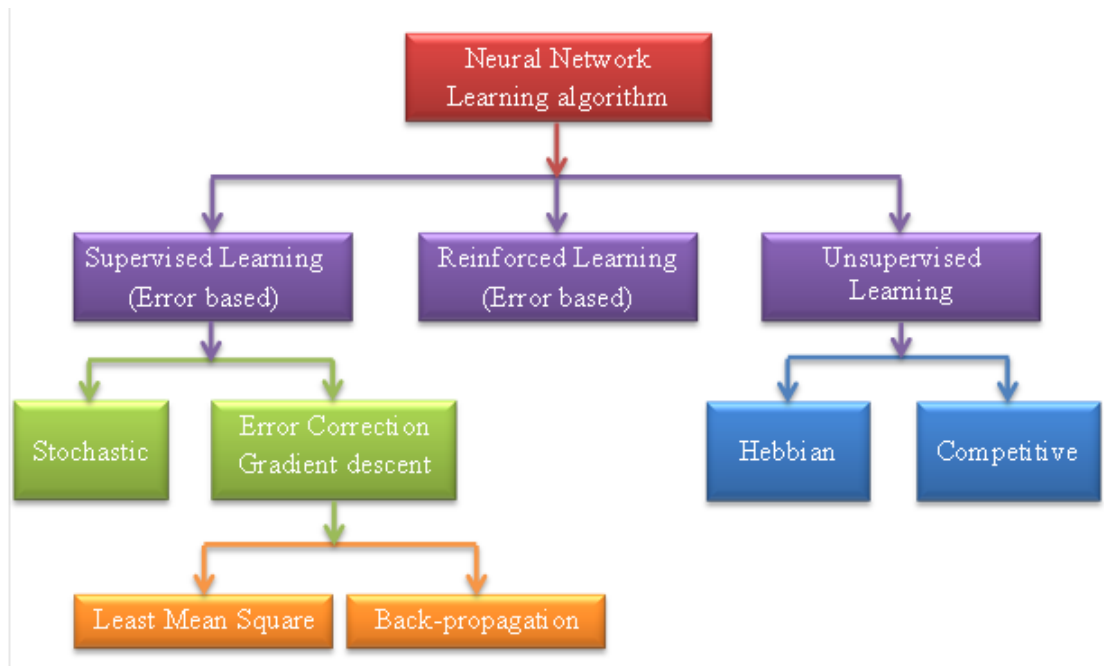 Neural Network
Learning algorithm
Supervised Learning
(Error based)
Reinforced Learning
(Error based)
Unsupervised
Learning
Stochastic
Error Correction
Gradient descent
Hebbian
Competitive
Least Mean Square
Back-propagation